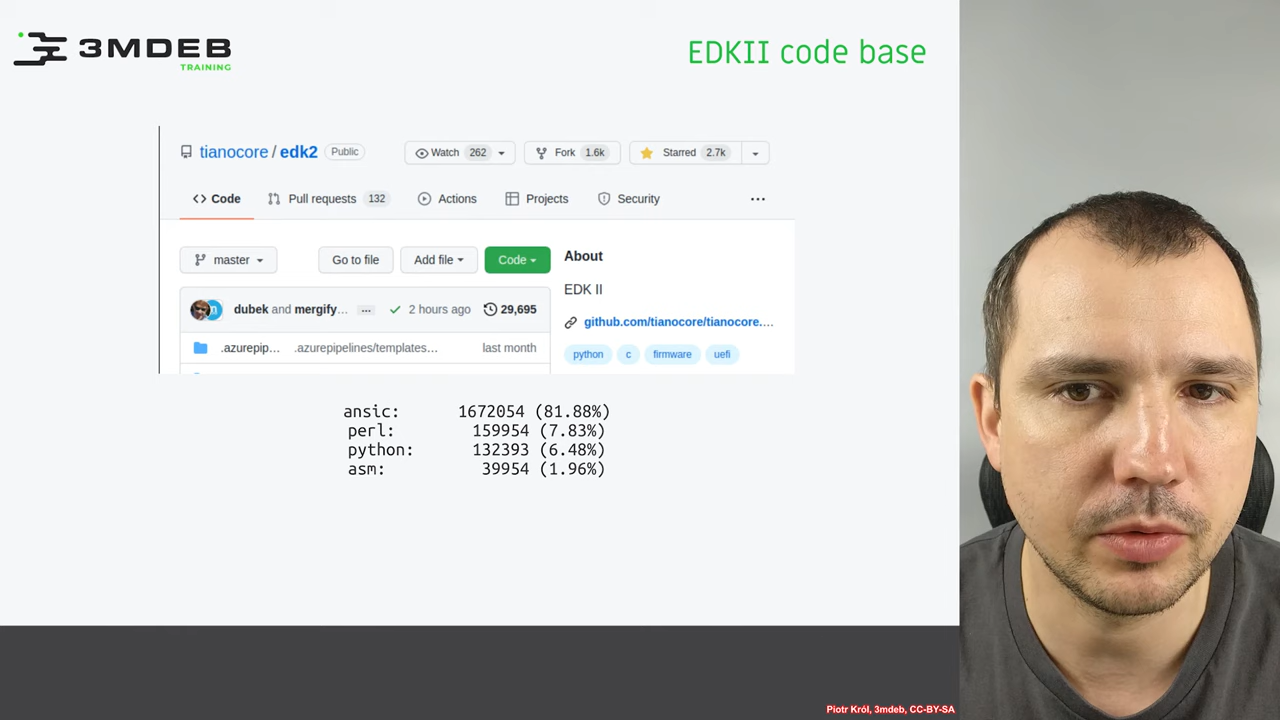 3MDEB
TRAINING
EDKII code base
tianocore / edk2 Public
Watch 262
Fork 1.6k
Starred 2.7k
Code
Pull requests 132
Actions
Projects
Security
...
master
Go to file
Add file
Code
About
EDK II
dubek and mergify… ... 2 hours ago 29,695
github.com/tianocore/tianocore....
.azurepip... .azurepipelines/templates... last month
python c firmware uefi
ansic: 1672054 (81.88%)
perl: 159954 (7.83%)
python: 132393 (6.48%)
asm: 39954 (1.96%)
Piotr Król, 3mdeb, CC-BY-SA